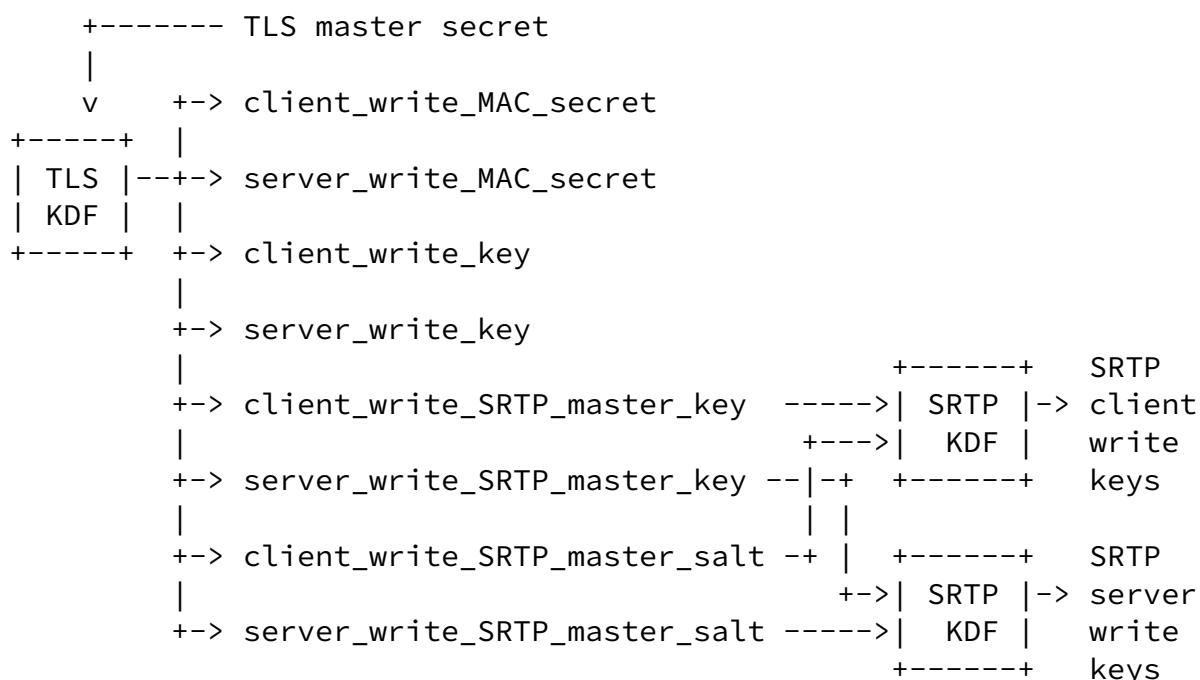 +------- TLS master secret
|
v +-> client_write_MAC_secret
+-----+ |
| TLS |--+-> server_write_MAC_secret
| KDF | |
+-----+ +-> client_write_key
|
+-> server_write_key
| +------+ SRTP
+-> client_write_SRTP_master_key ----->| SRTP |-> client
| +--->| KDF | write
+-> server_write_SRTP_master_key --|-+ +------+ keys
| | |
+-> client_write_SRTP_master_salt -+ | +------+ SRTP
| +->| SRTP |-> server
+-> server_write_SRTP_master_salt ----->| KDF | write
+------+ keys